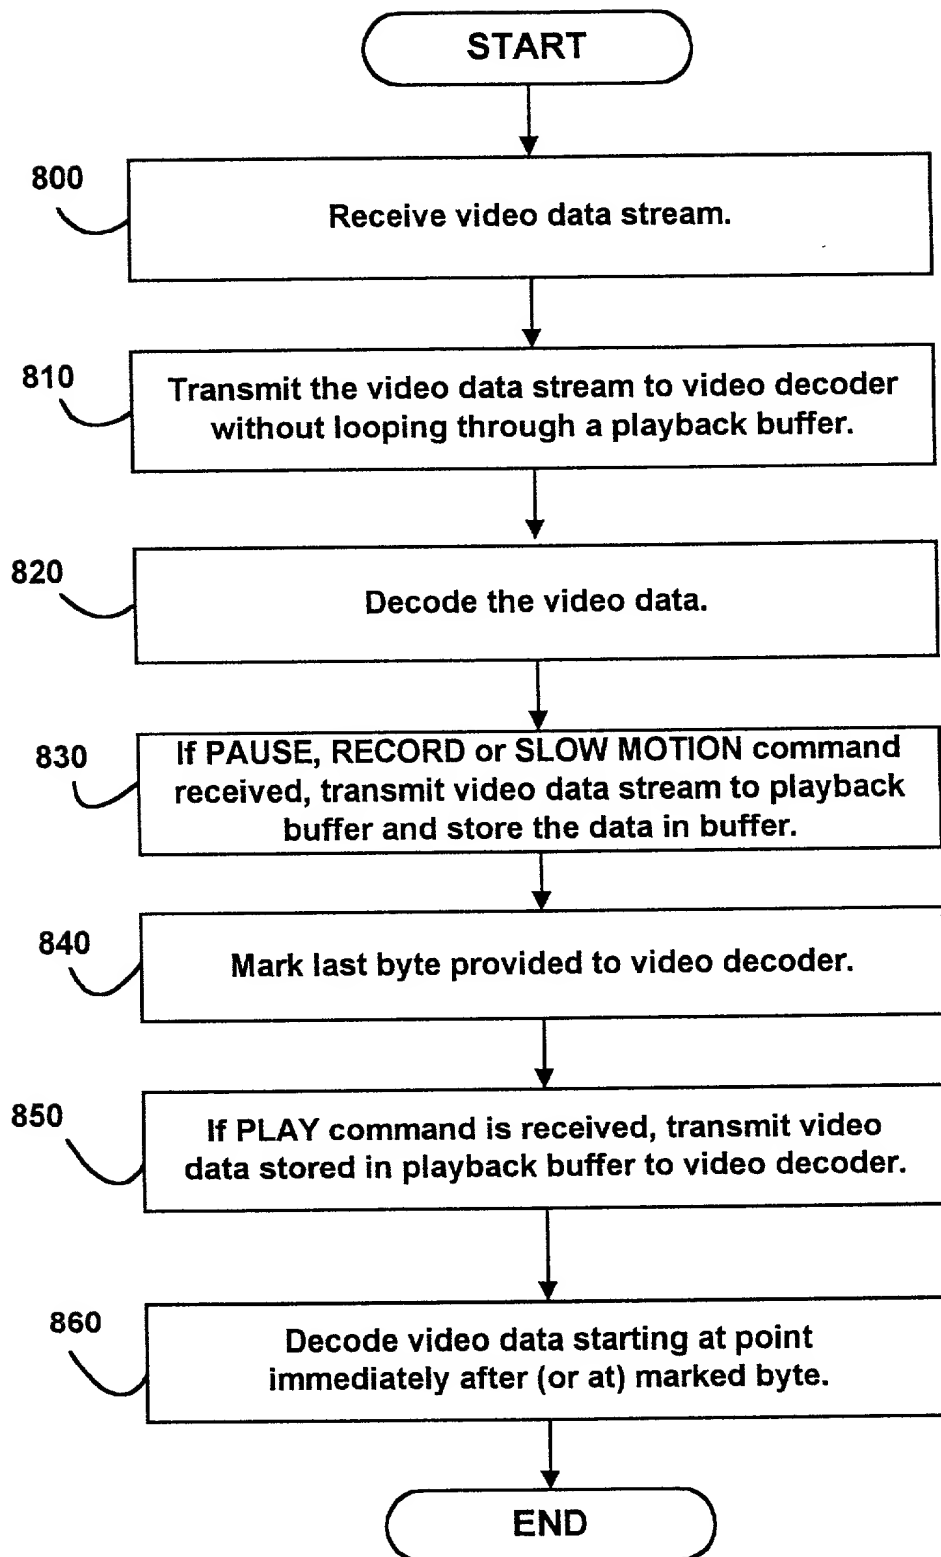 START
800
Receive video data stream.
810
Transmit the video data stream to video decoder
without looping through a playback buffer.
820
Decode the video data.
830
If PAUSE, RECORD or SLOW MOTION command
received, transmit video data stream to playback
buffer and store the data in buffer.
840
Mark last byte provided to video decoder.
850
If PLAY command is received, transmit video
data stored in playback buffer to video decoder.
860
Decode video data starting at point
immediately after (or at) marked byte.
END